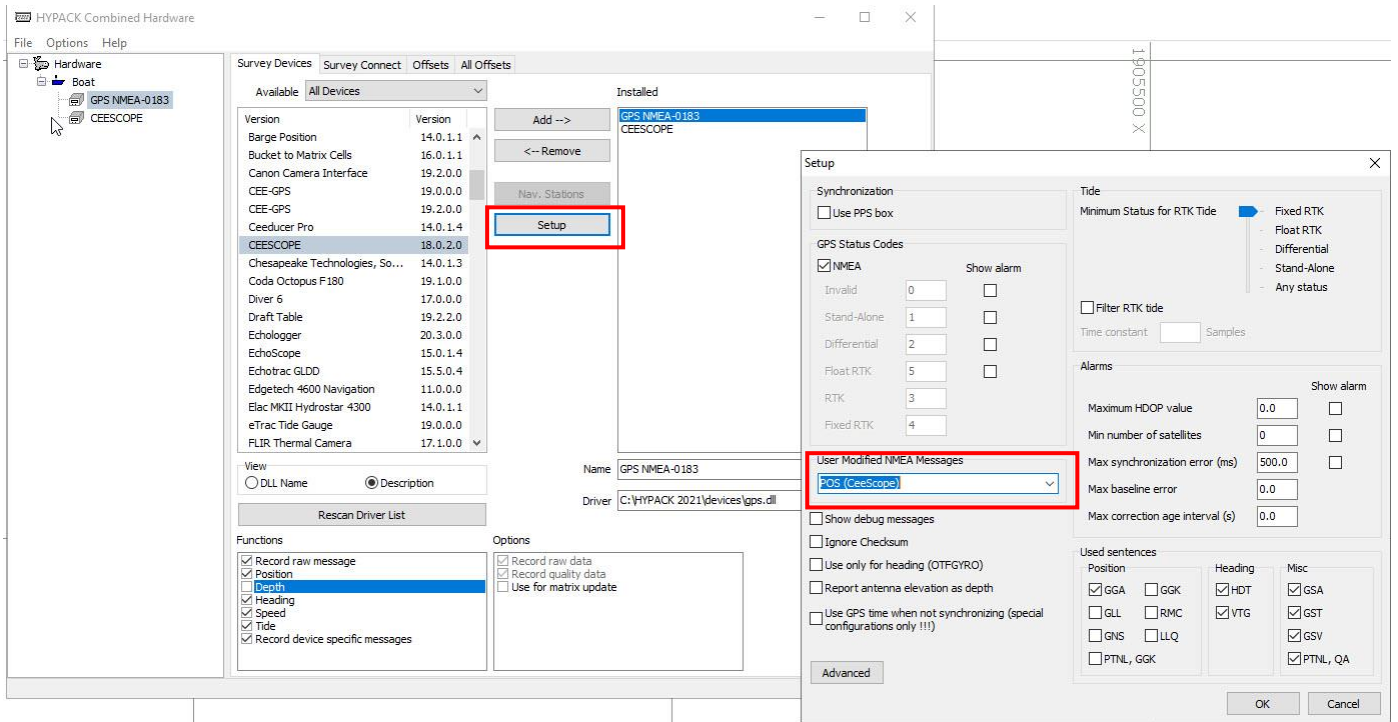 HYPACK Combined Hardware
File Options Help
Hardware
Boat
GPS NMEA-0183
CEESCOPE
Survey Devices Survey Connect Offsets All Offsets
Available All Devices
Installed
Version Version
Barge Position 14.0.1.1
Bucket to Matrix Cells 16.0.1.1
Canon Camera Interface 19.2.0.0
CEE-GPS 19.0.0.0
CEE-GPS 19.2.0.0
Ceeducer Pro 14.0.1.4
CEESCOPE 18.0.2.0
Chesapeake Technologies, So... 14.0.1.3
Coda Octopus F180 19.1.0.0
Diver 6 17.0.0.0
Draft Table 19.2.2.0
Echologger 20.3.0.0
EchoScope 15.0.1.4
Echotrac GLDD 15.5.0.4
Edgetech 4600 Navigation 11.0.0.0
Elac MKII Hydrostar 4300 14.0.1.1
eTrac Tide Gauge 19.0.0.0
FLIR Thermal Camera 17.1.0.0
Add -->
<-- Remove
Nav. Stations
Setup
GPS NMEA-0183
CEESCOPE
View
DLL Name Description
Rescan Driver List
Name GPS NMEA-0183
Driver C:\HYPACK 2021\devices\gps.dll
Functions
Record raw message
Position
Depth
Heading
Speed
Tide
Record device specific messages
Options
Record raw data
Record quality data
Use for matrix update
1905500 X
Setup
Synchronization
Use PPS box
GPS Status Codes
NMEA Show alarm
Invalid 0
Stand-Alone 1
Differential 2
Float RTK 5
RTK 3
Fixed RTK 4
User Modified NMEA Messages
POS (CeeScope)
Show debug messages
Ignore Checksum
Use only for heading (OTFGYRO)
Report antenna elevation as depth
Use GPS time when not synchronizing (special
configurations only !!!)
Advanced
Tide
Minimum Status for RTK Tide
Fixed RTK
Float RTK
Differential
Stand-Alone
Any status
Filter RTK tide
Time constant Samples
Alarms
Show alarm
Maximum HDOP value 0.0
Min number of satellites 0
Max synchronization error (ms) 500.0
Max baseline error 0.0
Max correction age interval (s) 0.0
Used sentences
Position Heading Misc
GGA GGK HDT GSA
GLL RMC VTG GST
GNS LLQ GSV
PTNL, GGK PTNL, QA
OK Cancel